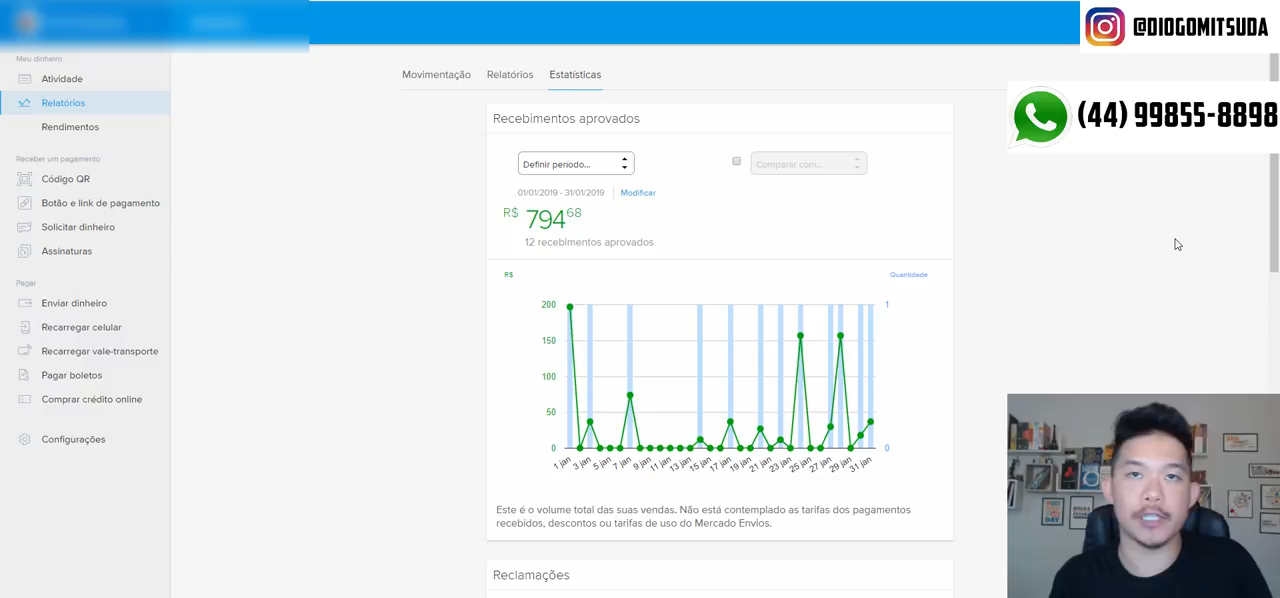 @DIOGOMITSUDA
(44) 99855-8898
Meu dinheiro
Atividade
Relatórios
Rendimentos
Receber um pagamento
Código QR
Botão e link de pagamento
Solicitar dinheiro
Assinaturas
Pagar
Enviar dinheiro
Recarregar celular
Recarregar vale-transporte
Pagar boletos
Comprar crédito online
Configurações
Movimentação Relatórios Estatísticas
Recebimentos aprovados
Definir período... Comparar com...
01/01/2019 - 31/01/2019 Modificar
R$ 794 68
12 recebimentos aprovados
R$ Quantidade
200 1
150
100
50
0 0
1 jan 3 jan 5 jan 7 jan 9 jan 11 jan 13 jan 15 jan 17 jan 19 jan 21 jan 23 jan 25 jan 27 jan 29 jan 31 jan
Este é o volume total das suas vendas. Não está contemplado as tarifas dos pagamentos
recebidos, descontos ou tarifas de uso do Mercado Envios.
Reclamações
DAY